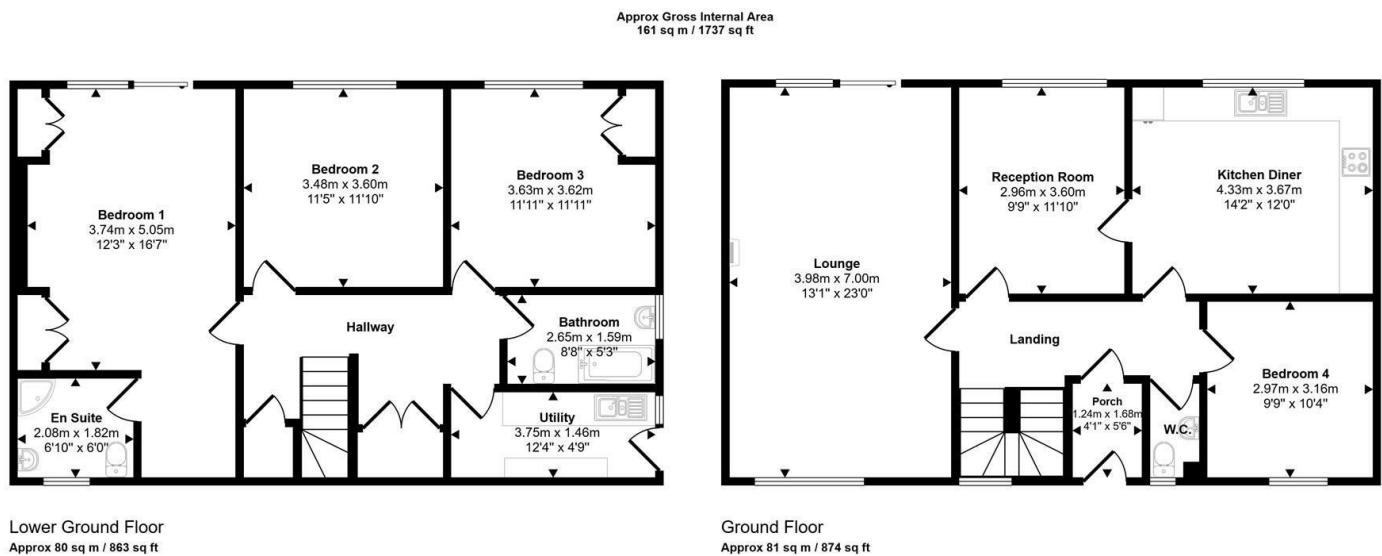 Approx Gross Internal Area
161 sq m / 1737 sq ft
Bedroom 1
3.74m x 5.05m
12'3" x 16'7"
Bedroom 2
3.48m x 3.60m
11'5" x 11'10"
Bedroom 3
3.63m x 3.62m
11'11" x 11'11"
Hallway
Bathroom
2.65m x 1.59m
8'8" x 5'3"
En Suite
2.08m x 1.82m
6'10" x 6'0"
Utility
3.75m x 1.46m
12'4" x 4'9"
Lower Ground Floor
Approx 80 sq m / 863 sq ft
Lounge
3.98m x 7.00m
13'1" x 23'0"
Reception Room
2.96m x 3.60m
9'9" x 11'10"
Kitchen Diner
4.33m x 3.67m
14'2" x 12'0"
Landing
Porch
1.24m x 1.68m
4'1" x 5'6"
W.C.
Bedroom 4
2.97m x 3.16m
9'9" x 10'4"
Ground Floor
Approx 81 sq m / 874 sq ft